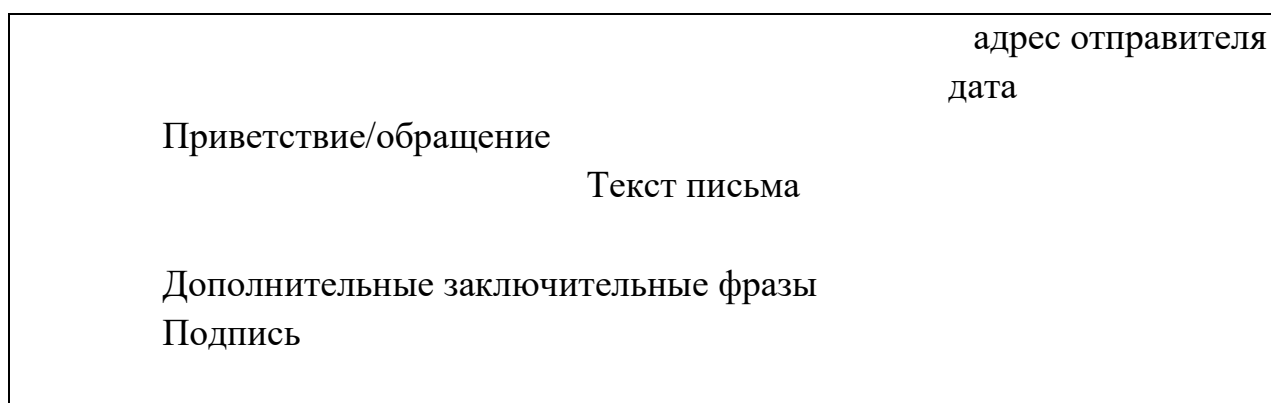 адрес отправителя
дата
Приветствие/обращение
Текст письма
Дополнительные заключительные фразы
Подпись